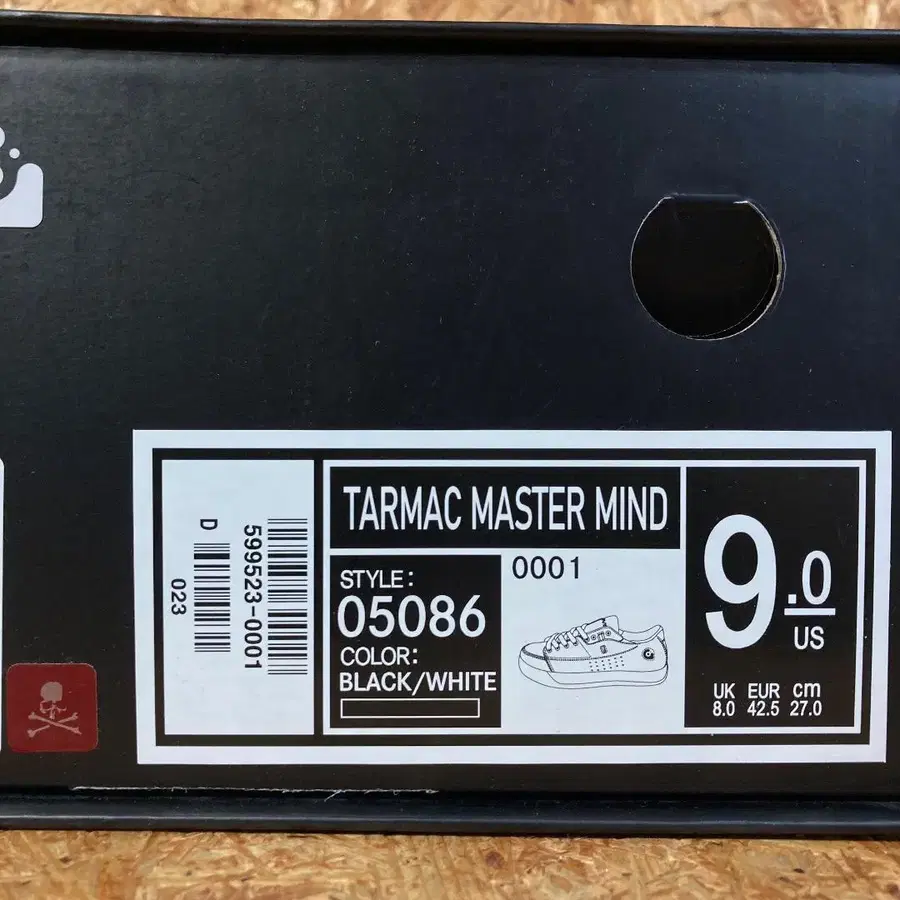 D
023
599523-0001
TARMAC MASTER MIND
STYLE:
05086
COLOR:
BLACK/WHITE
0001
9.0
US
UK EUR cm
8.0 42.5 27.0